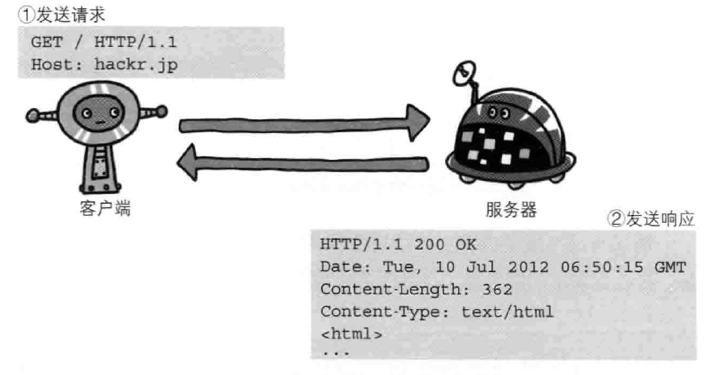 ①发送请求
GET / HTTP/1.1
Host: hackr.jp
客户端
服务器
②发送响应
HTTP/1.1 200 OK
Date: Tue, 10 Jul 2012 06:50:15 GMT
Content-Length: 362
Content-Type: text/html
<html>
...